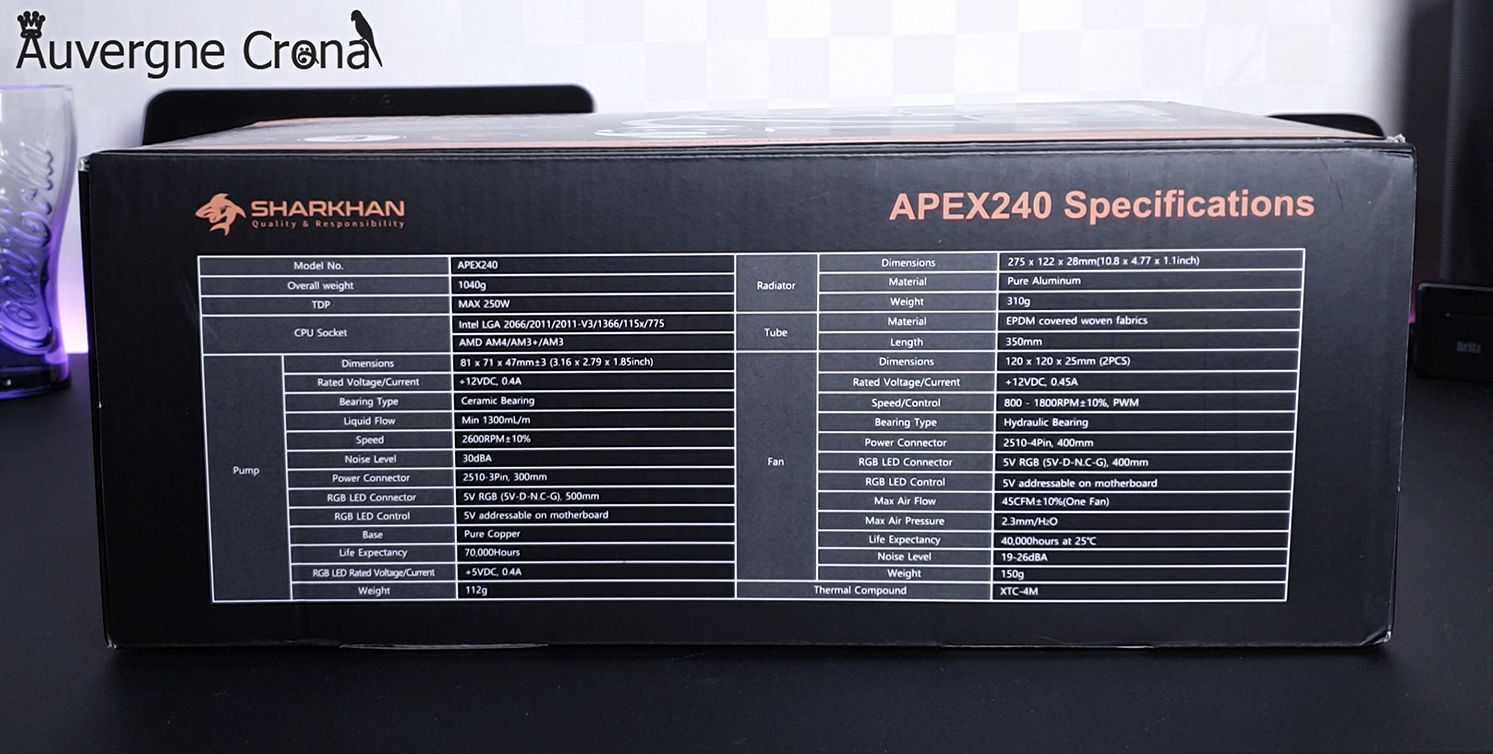 Auvergne Crona
SHARKHAN
Quality & Responsibility
APEX240 Specifications
Model No. APEX240
Overall weight 1040g
TDP MAX 250W
CPU Socket Intel LGA 2066/2011/2011-V3/1366/115x/775
AMD AM4/AM3+/AM3
Pump
Dimensions 81 x 71 x 47mm±3 (3.16 x 2.79 x 1.85inch)
Rated Voltage/Current +12VDC, 0.4A
Bearing Type Ceramic Bearing
Liquid Flow Min 1300mL/m
Speed 2600RPM±10%
Noise Level 30dBA
Power Connector 2510-3Pin, 300mm
RGB LED Connector 5V RGB (5V-D-N.C-G), 500mm
RGB LED Control 5V addressable on motherboard
Base Pure Copper
Life Expectancy 70,000Hours
RGB LED Rated Voltage/Current +5VDC, 0.4A
Weight 112g
Radiator
Dimensions 275 x 122 x 28mm(10.8 x 4.77 x 1.1inch)
Material Pure Aluminum
Weight 310g
Tube
Material EPDM covered woven fabrics
Length 350mm
Fan
Dimensions 120 x 120 x 25mm (2PCS)
Rated Voltage/Current +12VDC, 0.45A
Speed/Control 800 - 1800RPM±10%, PWM
Bearing Type Hydraulic Bearing
Power Connector 2510-4Pin, 400mm
RGB LED Connector 5V RGB (5V-D-N.C-G), 400mm
RGB LED Control 5V addressable on motherboard
Max Air Flow 45CFM±10%(One Fan)
Max Air Pressure 2.3mm/H₂O
Life Expectancy 40,000hours at 25℃
Noise Level 19-26dBA
Weight 150g
Thermal Compound XTC-4M
Britz